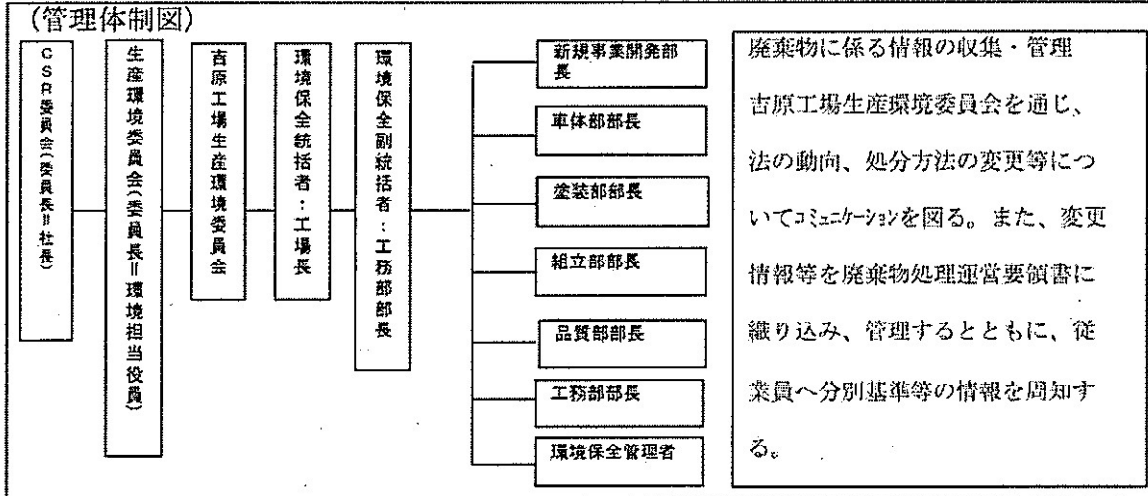 (管理体制図)
CSR委員会(委員長=社長)
生産環境委員会(委員長=環境担当役員)
吉原工場生産環境委員会
環境保全統括者:工場長
環境保全副統括者:工務部部長
新規事業開発部
長
車体部部長
塗装部部長
組立部部長
品質部部長
工務部部長
環境保全管理者
廃棄物に係る情報の収集・管理
吉原工場生産環境委員会を通じ、
法の動向、処分方法の変更等につ
いてコミュニケーションを図る。また、変更
情報等を廃棄物処理運営要領書に
織り込み、管理するとともに、従
業員へ分別基準等の情報を周知す
る。